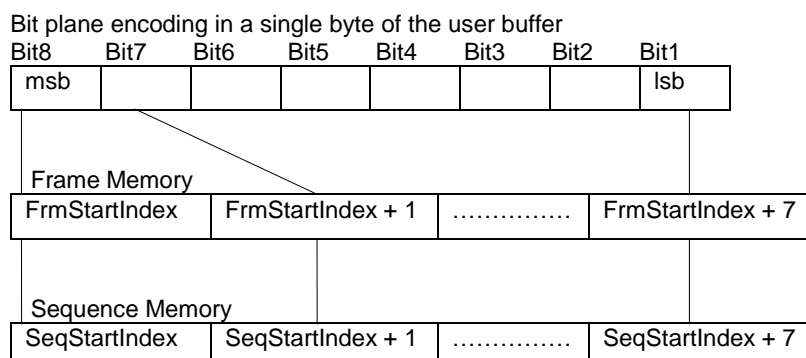 Bit plane encoding in a single byte of the user buffer
Bit8 Bit7 Bit6 Bit5 Bit4 Bit3 Bit2 Bit1
msb lsb
Frame Memory
FrmStartIndex FrmStartIndex + 1 …………… FrmStartIndex + 7
Sequence Memory
SeqStartIndex SeqStartIndex + 1 …………… SeqStartIndex + 7